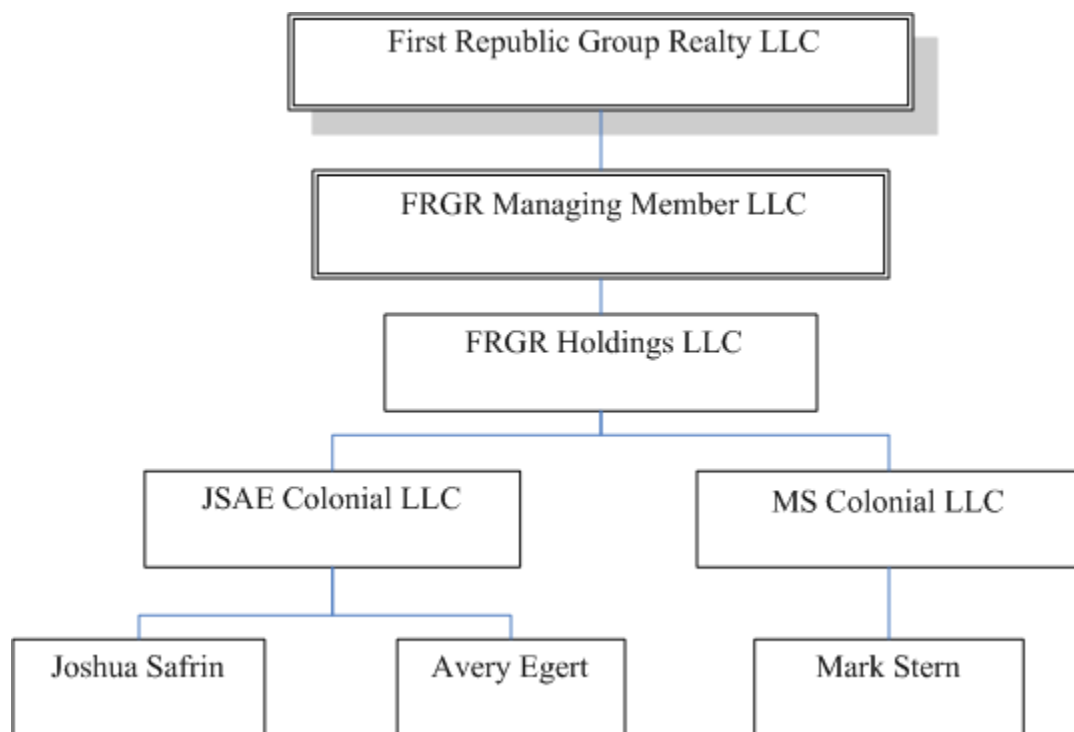 First Republic Group Realty LLC
FRGR Managing Member LLC
FRGR Holdings LLC
JSAE Colonial LLC
MS Colonial LLC
Joshua Safrin
Avery Egert
Mark Stern